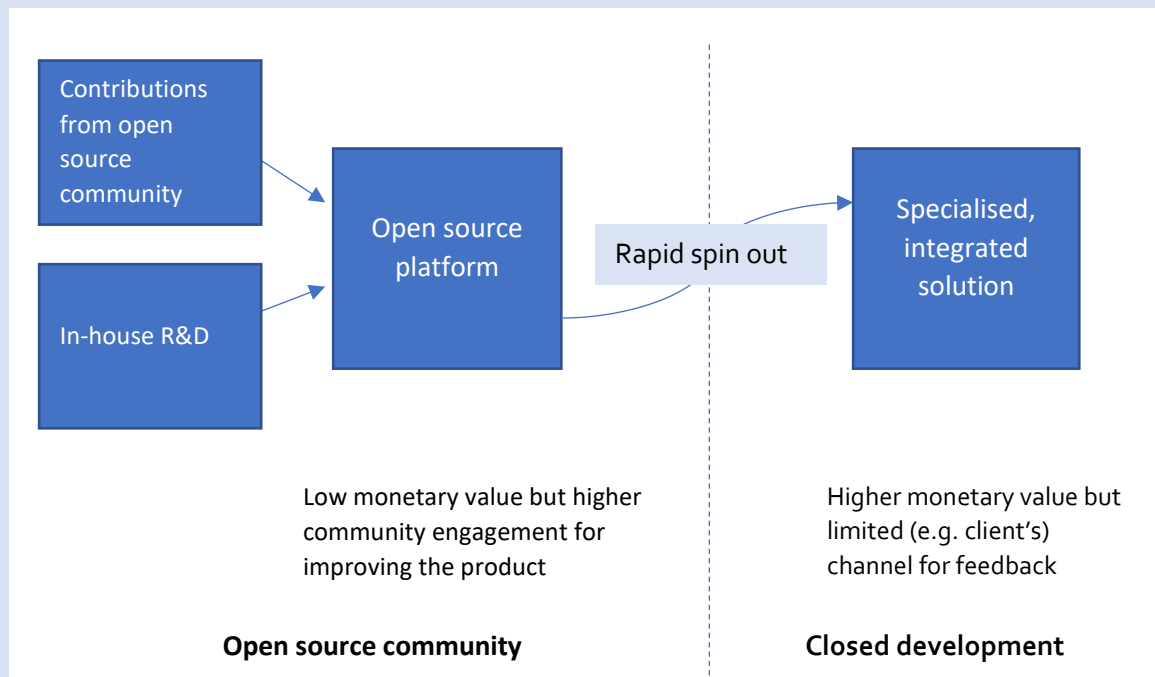 Contributions
from open
source
community
In-house R&D
Open source
platform
Rapid spin out
Specialised,
integrated
solution
Low monetary value but higher
community engagement for
improving the product
Higher monetary value but
limited (e.g. client's)
channel for feedback
Open source community
Closed development